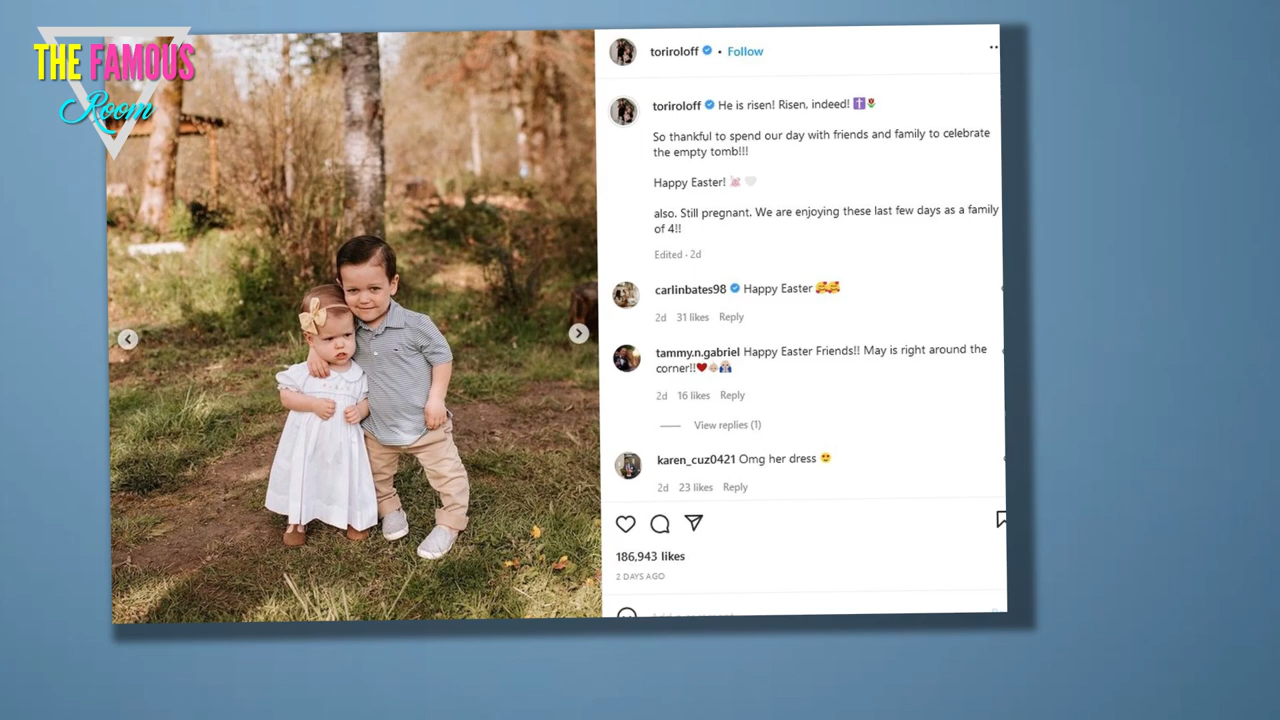 THE FAMOUS
Room
toriroloff • Follow
toriroloff He is risen! Risen, indeed! ✝️🌷
So thankful to spend our day with friends and family to celebrate
the empty tomb!!!
Happy Easter! 🤍
also. Still pregnant. We are enjoying these last few days as a family
of 4!!
Edited · 2d
carlinbates98 Happy Easter 🥰🥰
2d 31 likes Reply
tammy.n.gabriel Happy Easter Friends!! May is right around the
corner!!
2d 16 likes Reply
View replies (1)
karen_cuz0421 Omg her dress 😍
2d 23 likes Reply
186,943 likes
2 DAYS AGO